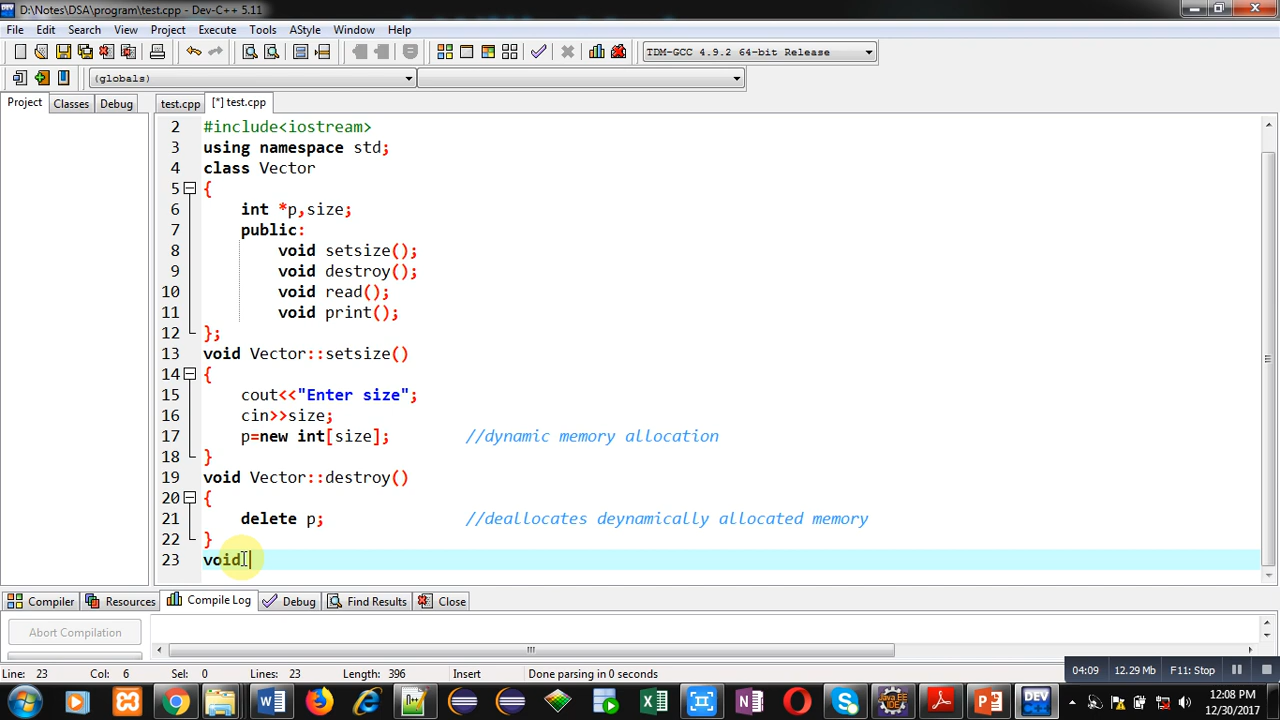 D:\Notes\DSA\program\test.cpp - Dev-C++ 5.11
File Edit Search View Project Execute Tools AStyle Window Help
TDM-GCC 4.9.2 64-bit Release
(globals)
Project Classes Debug test.cpp [*] test.cpp
2 #include<iostream>
3 using namespace std;
4 class Vector
5 {
6 int *p,size;
7 public:
8 void setsize();
9 void destroy();
10 void read();
11 void print();
12 };
13 void Vector::setsize()
14 {
15 cout<<"Enter size";
16 cin>>size;
17 p=new int[size]; //dynamic memory allocation
18 }
19 void Vector::destroy()
20 {
21 delete p; //deallocates deynamically allocated memory
22 }
23 void
Compiler Resources Compile Log Debug Find Results Close
Abort Compilation
Line: 23 Col: 6 Sel: 0 Lines: 23 Length: 396 Insert Done parsing in 0 seconds
04:09 12.29 Mb F11: Stop
12:08 PM
12/30/2017